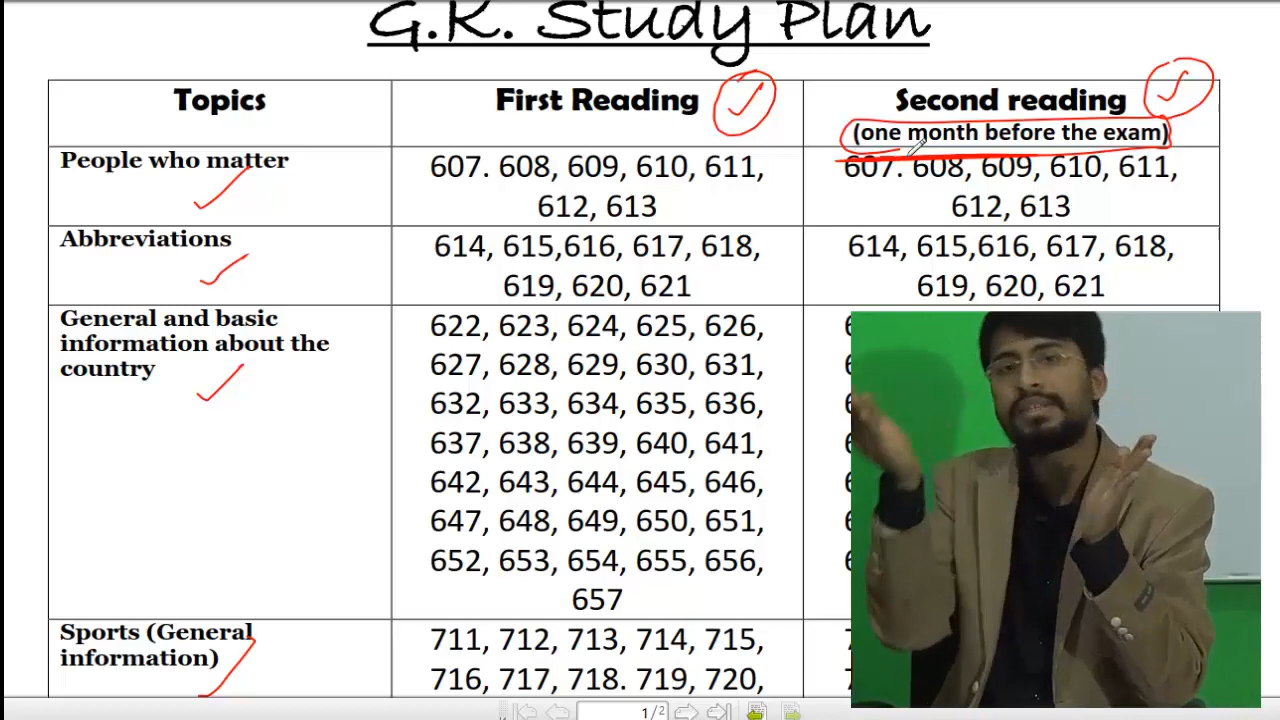 G.K. Study Plan
Topics
First Reading
Second reading
(one month before the exam)
People who matter
607. 608, 609, 610, 611,
612, 613
607. 608, 609, 610, 611,
612, 613
Abbreviations
614, 615,616, 617, 618,
619, 620, 621
614, 615,616, 617, 618,
619, 620, 621
General and basic
information about the
country
622, 623, 624, 625, 626,
627, 628, 629, 630, 631,
632, 633, 634, 635, 636,
637, 638, 639, 640, 641,
642, 643, 644, 645, 646,
647, 648, 649, 650, 651,
652, 653, 654, 655, 656,
657
Sports (General
information)
711, 712, 713, 714, 715,
716, 717, 718. 719, 720,
1/2